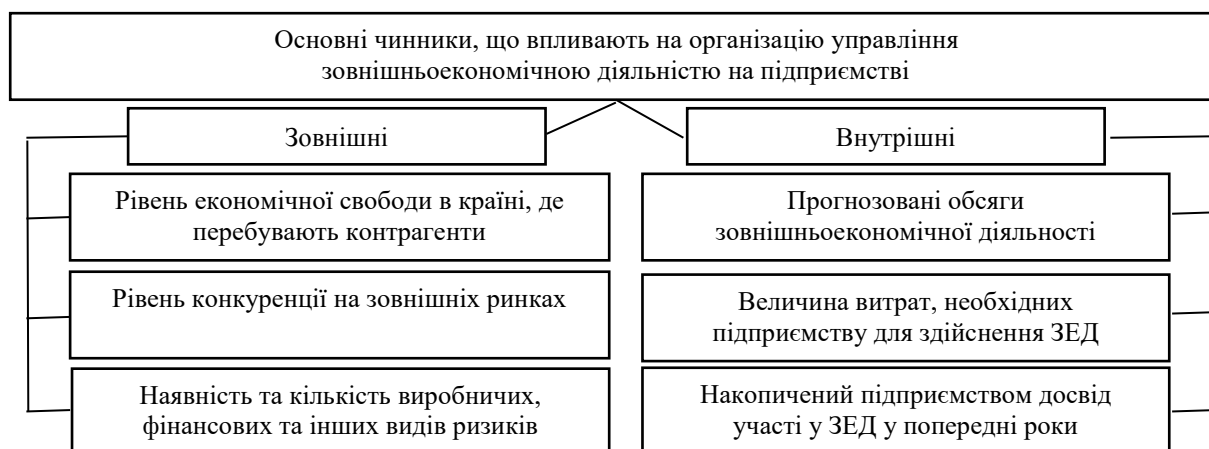 Основні чинники, що впливають на організацію управління
зовнішньоекономічною діяльністю на підприємстві
Зовнішні
Внутрішні
Рівень економічної свободи в країні, де
перебувають контрагенти
Прогнозовані обсяги
зовнішньоекономічної діяльності
Рівень конкуренції на зовнішніх ринках
Величина витрат, необхідних
підприємству для здійснення ЗЕД
Наявність та кількість виробничих,
фінансових та інших видів ризиків
Накопичений підприємством досвід
участі у ЗЕД у попередні роки